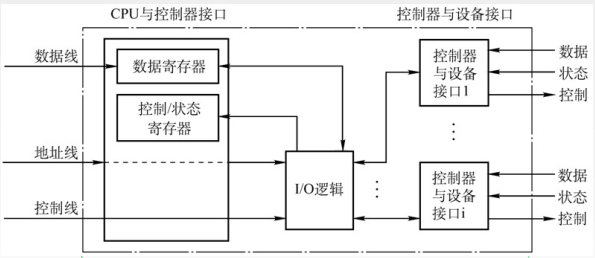 CPU与控制器接口
控制器与设备接口
数据线
数据寄存器
控制/状态
寄存器
地址线
控制线
I/O逻辑
控制器
与设备
接口1
数据
状态
控制
⋮
⋮
控制器
与设备
接口i
数据
状态
控制